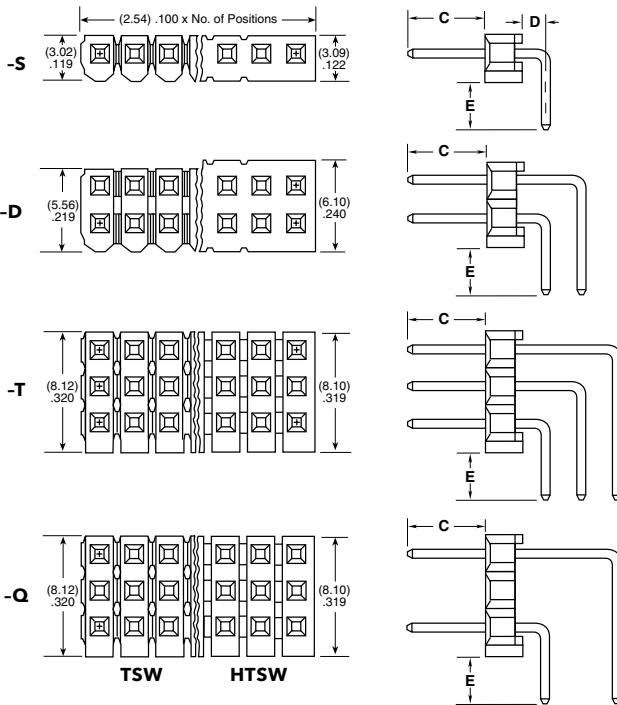 (2.54) .100 x No. of Positions
-S
(3.02)
.119
(3.09)
.122
C
D
E
-D
(5.56)
.219
(6.10)
.240
C
E
-T
(8.12)
.320
(8.10)
.319
C
E
-Q
(8.12)
.320
(8.10)
.319
C
E
TSW
HTSW